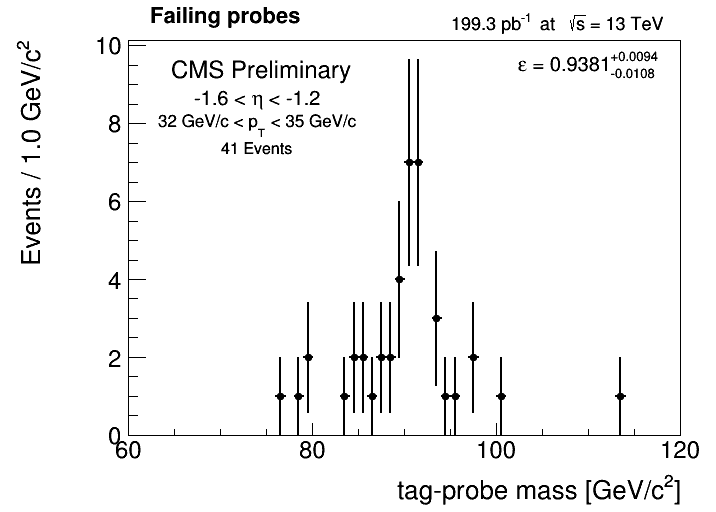 Failing probes
199.3 pb⁻¹ at √s = 13 TeV
CMS Preliminary
-1.6 < η < -1.2
32 GeV/c < p_T < 35 GeV/c
41 Events
ε = 0.9381 +0.0094 -0.0108
Events / 1.0 GeV/c²
10
8
6
4
2
0
60 80 100 120
tag-probe mass [GeV/c²]